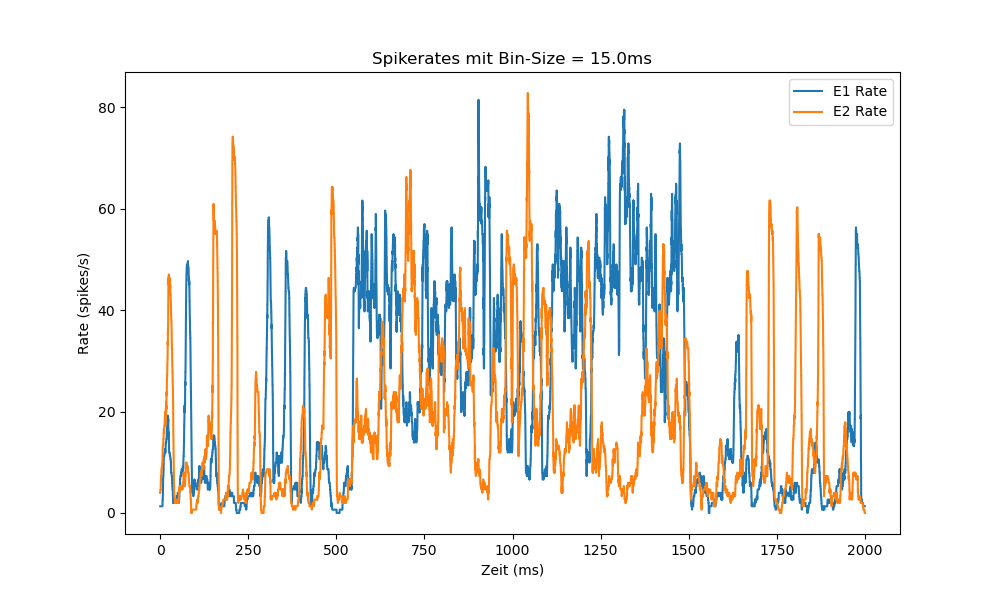 Spikerates mit Bin-Size = 15.0ms
E1 Rate
E2 Rate
80
60
40
20
0
Rate (spikes/s)
0 250 500 750 1000 1250 1500 1750 2000
Zeit (ms)